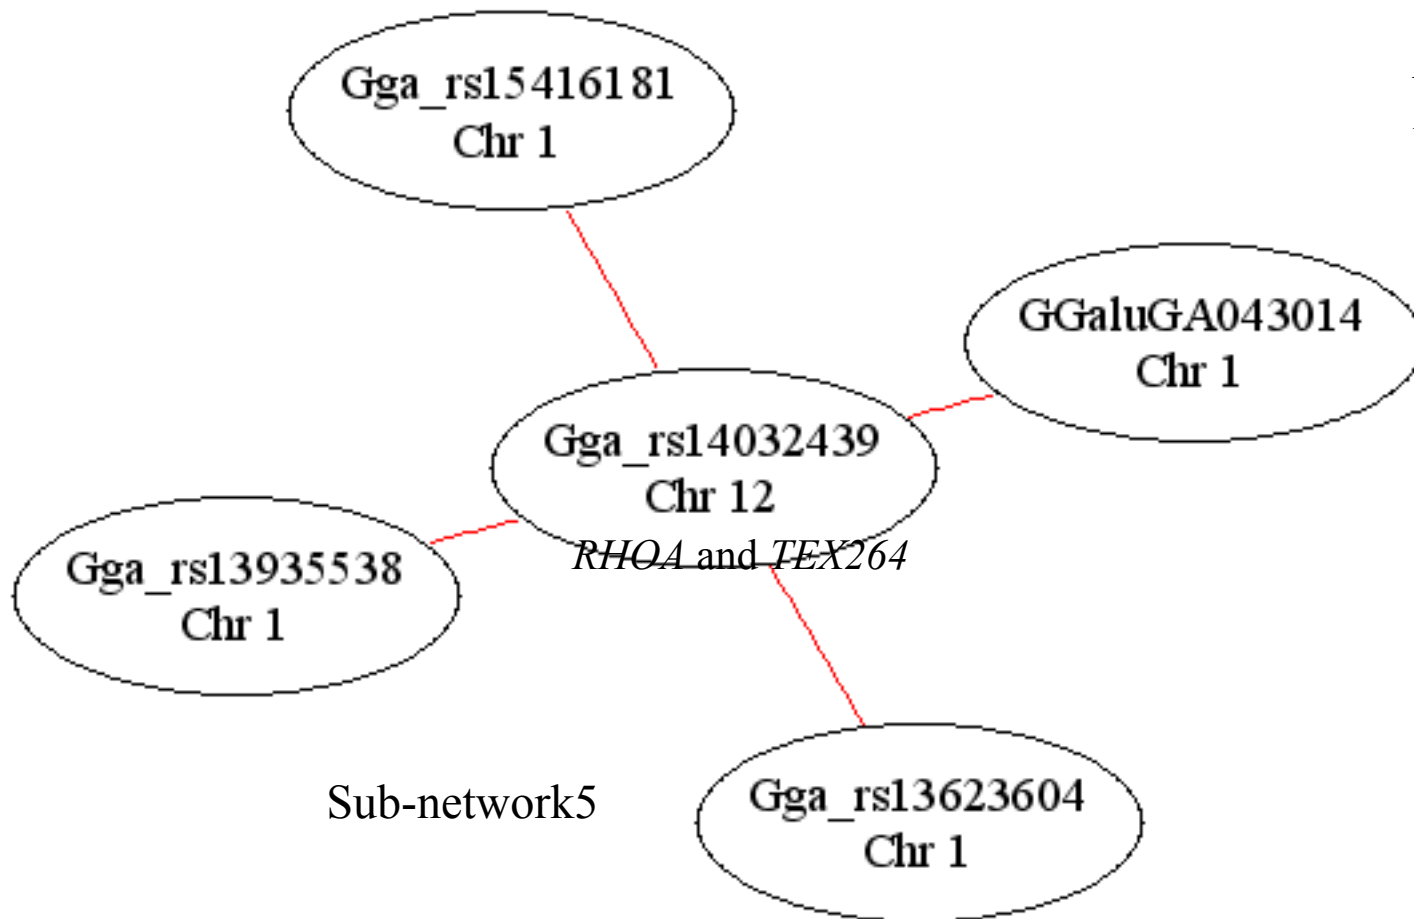 Gga_rs15416181
Chr 1
GGaluGA043014
Chr 1
Gga_rs14032439
Chr 12
RHOA and TEX264
Gga_rs13935538
Chr 1
Sub-network5
Gga_rs13623604
Chr 1